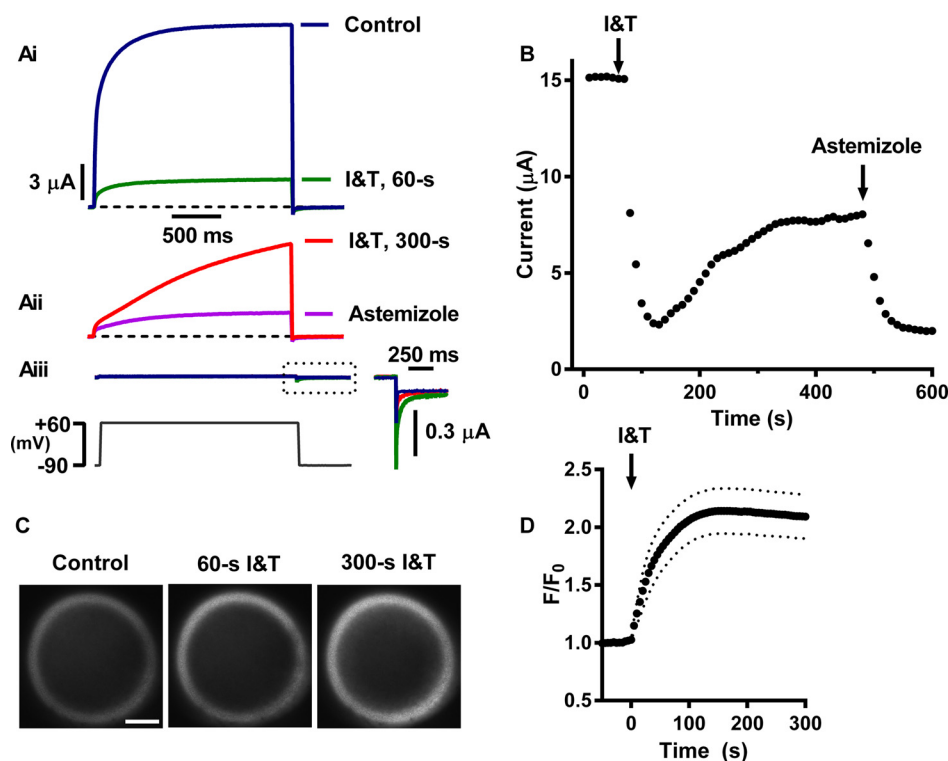 Ai
Control
3 μA
I&T, 60-s
500 ms
I&T, 300-s
Aii
Astemizole
Aiii
250 ms
+60
(mV)
-90
0.3 μA
B
I&T
15
10
5
0
Current (μA)
Astemizole
0 200 400 600
Time (s)
C
Control
60-s I&T
300-s I&T
D
I&T
2.5
2.0
1.5
1.0
0.5
F/F0
0 100 200 300
Time (s)